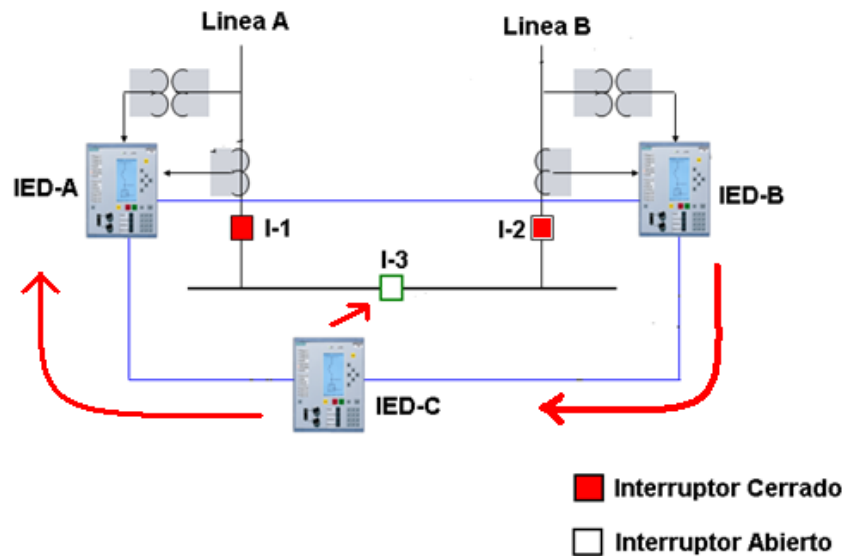 Linea A
Linea B
IED-A
IED-B
I-1
I-2
I-3
IED-C
Interruptor Cerrado
Interruptor Abierto